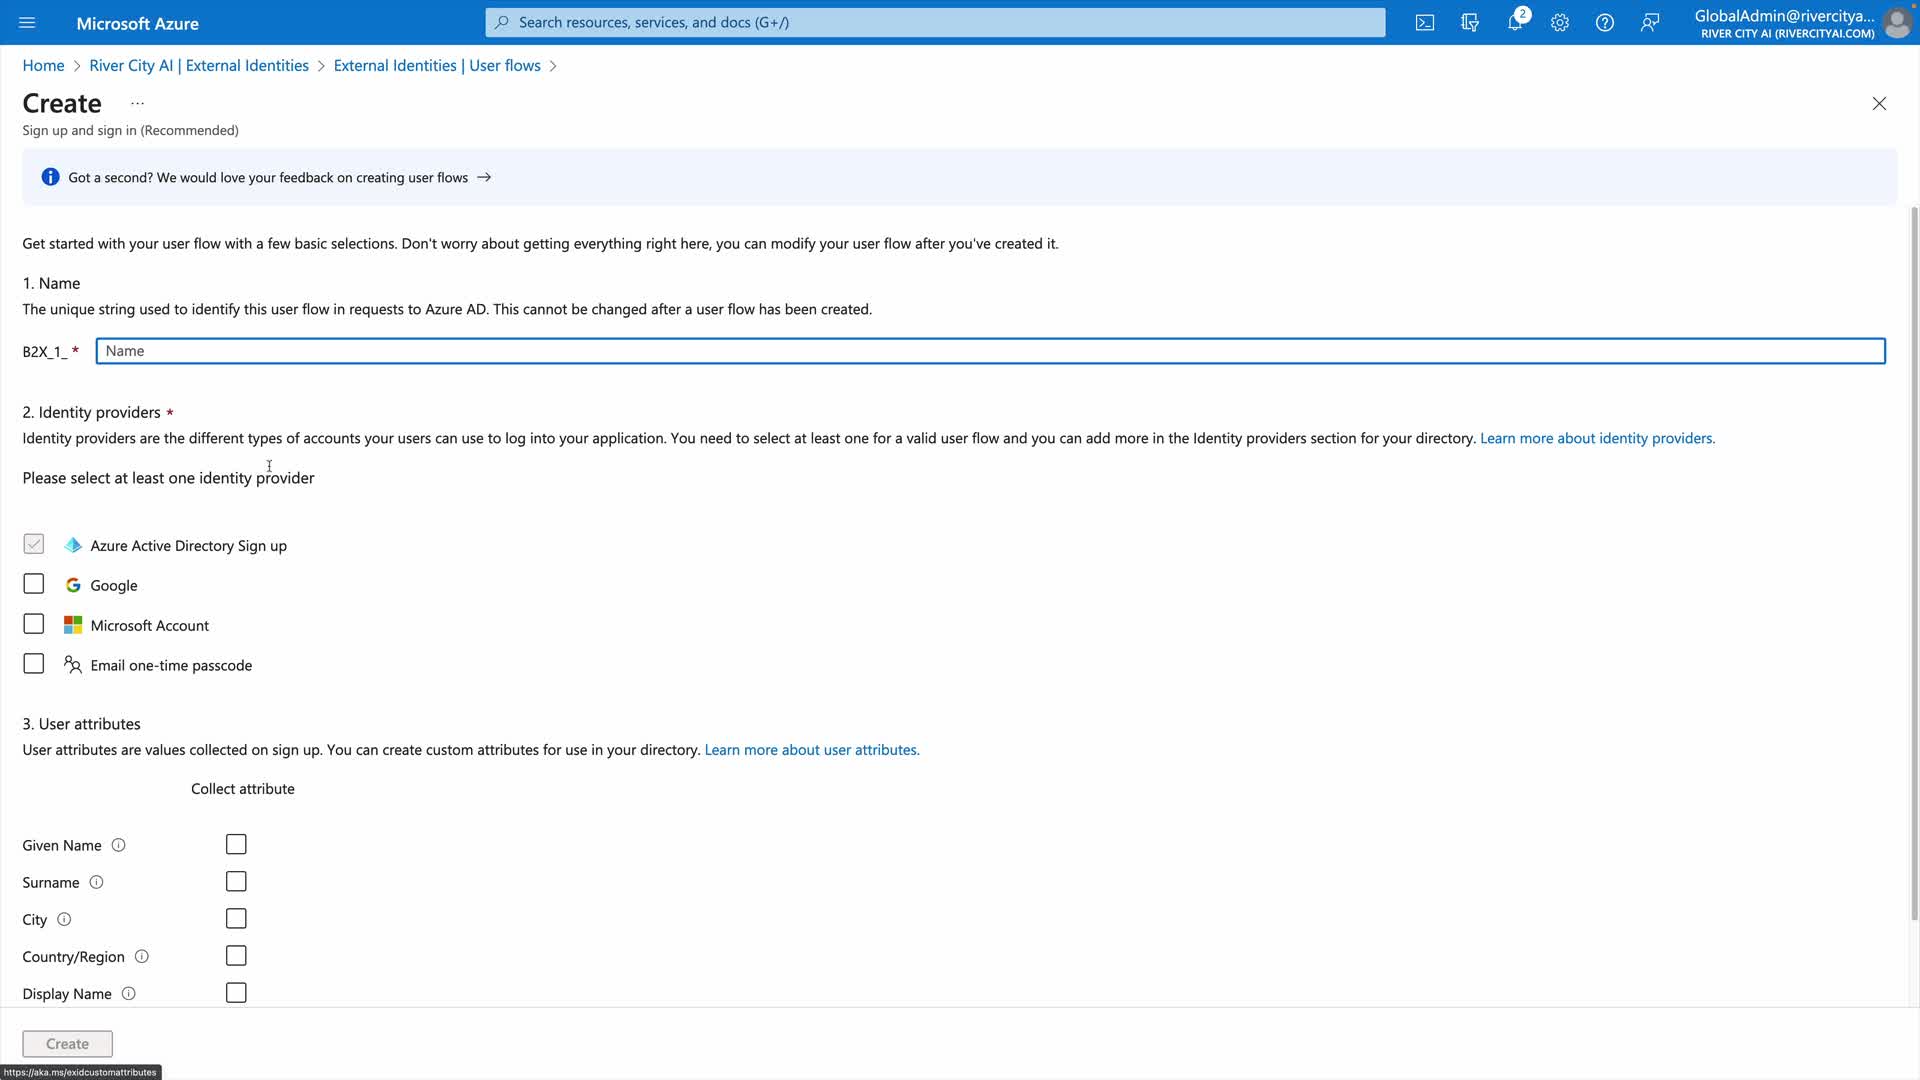 Microsoft Azure
Search resources, services, and docs (G+/)
2
GlobalAdmin@rivercitya...
RIVER CITY AI (RIVERCITYAI.COM)
Home > River City AI | External Identities > External Identities | User flows >
Create ...
Sign up and sign in (Recommended)
Got a second? We would love your feedback on creating user flows →
Get started with your user flow with a few basic selections. Don't worry about getting everything right here, you can modify your user flow after you've created it.
1. Name
The unique string used to identify this user flow in requests to Azure AD. This cannot be changed after a user flow has been created.
B2X_1_ * Name
2. Identity providers *
Identity providers are the different types of accounts your users can use to log into your application. You need to select at least one for a valid user flow and you can add more in the Identity providers section for your directory. Learn more about identity providers.
Please select at least one identity provider
Azure Active Directory Sign up
Google
Microsoft Account
Email one-time passcode
3. User attributes
User attributes are values collected on sign up. You can create custom attributes for use in your directory. Learn more about user attributes.
Collect attribute
Given Name
Surname
City
Country/Region
Display Name
Create
https://aka.ms/exidcustomattributes